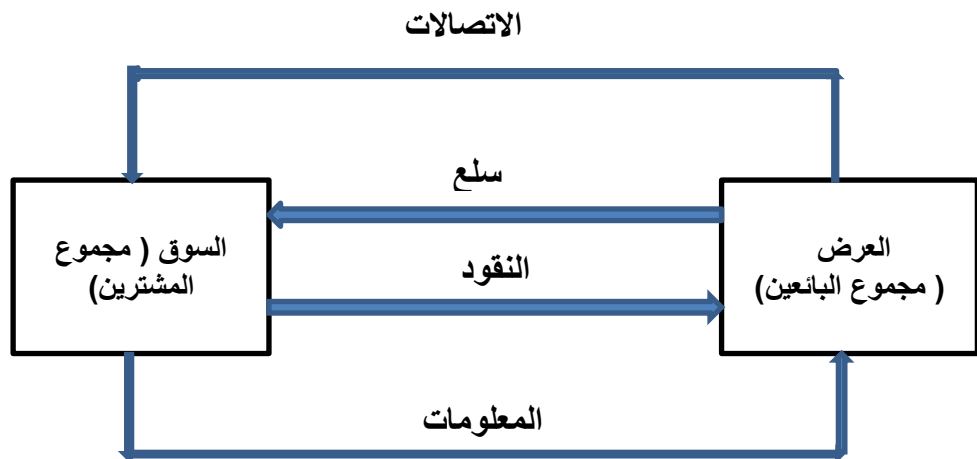 الاتصالات
سلع
العرض
( مجموع البائعين)
السوق ( مجموع
المشترين)
النقود
المعلومات